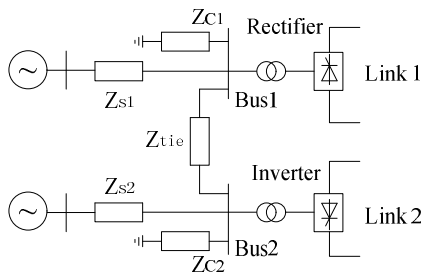 ZC1
Rectifier
Zs1
Bus1
Link 1
Ztie
Inverter
Zs2
Bus2
Link 2
ZC2